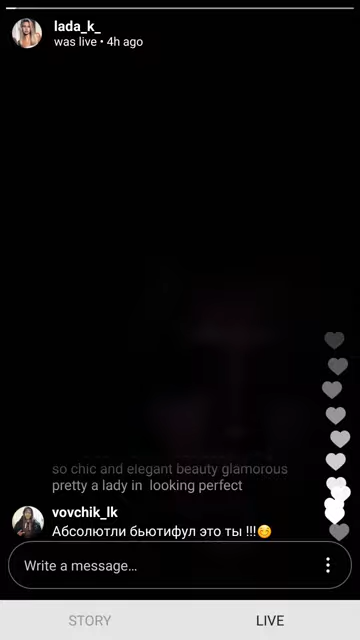 lada_k_
was live • 4h ago
so chic and elegant beauty glamorous
pretty a lady in  looking perfect
vovchik_lk
Абсолютли бьютифул это ты !!!😊
Write a message…
STORY
LIVE